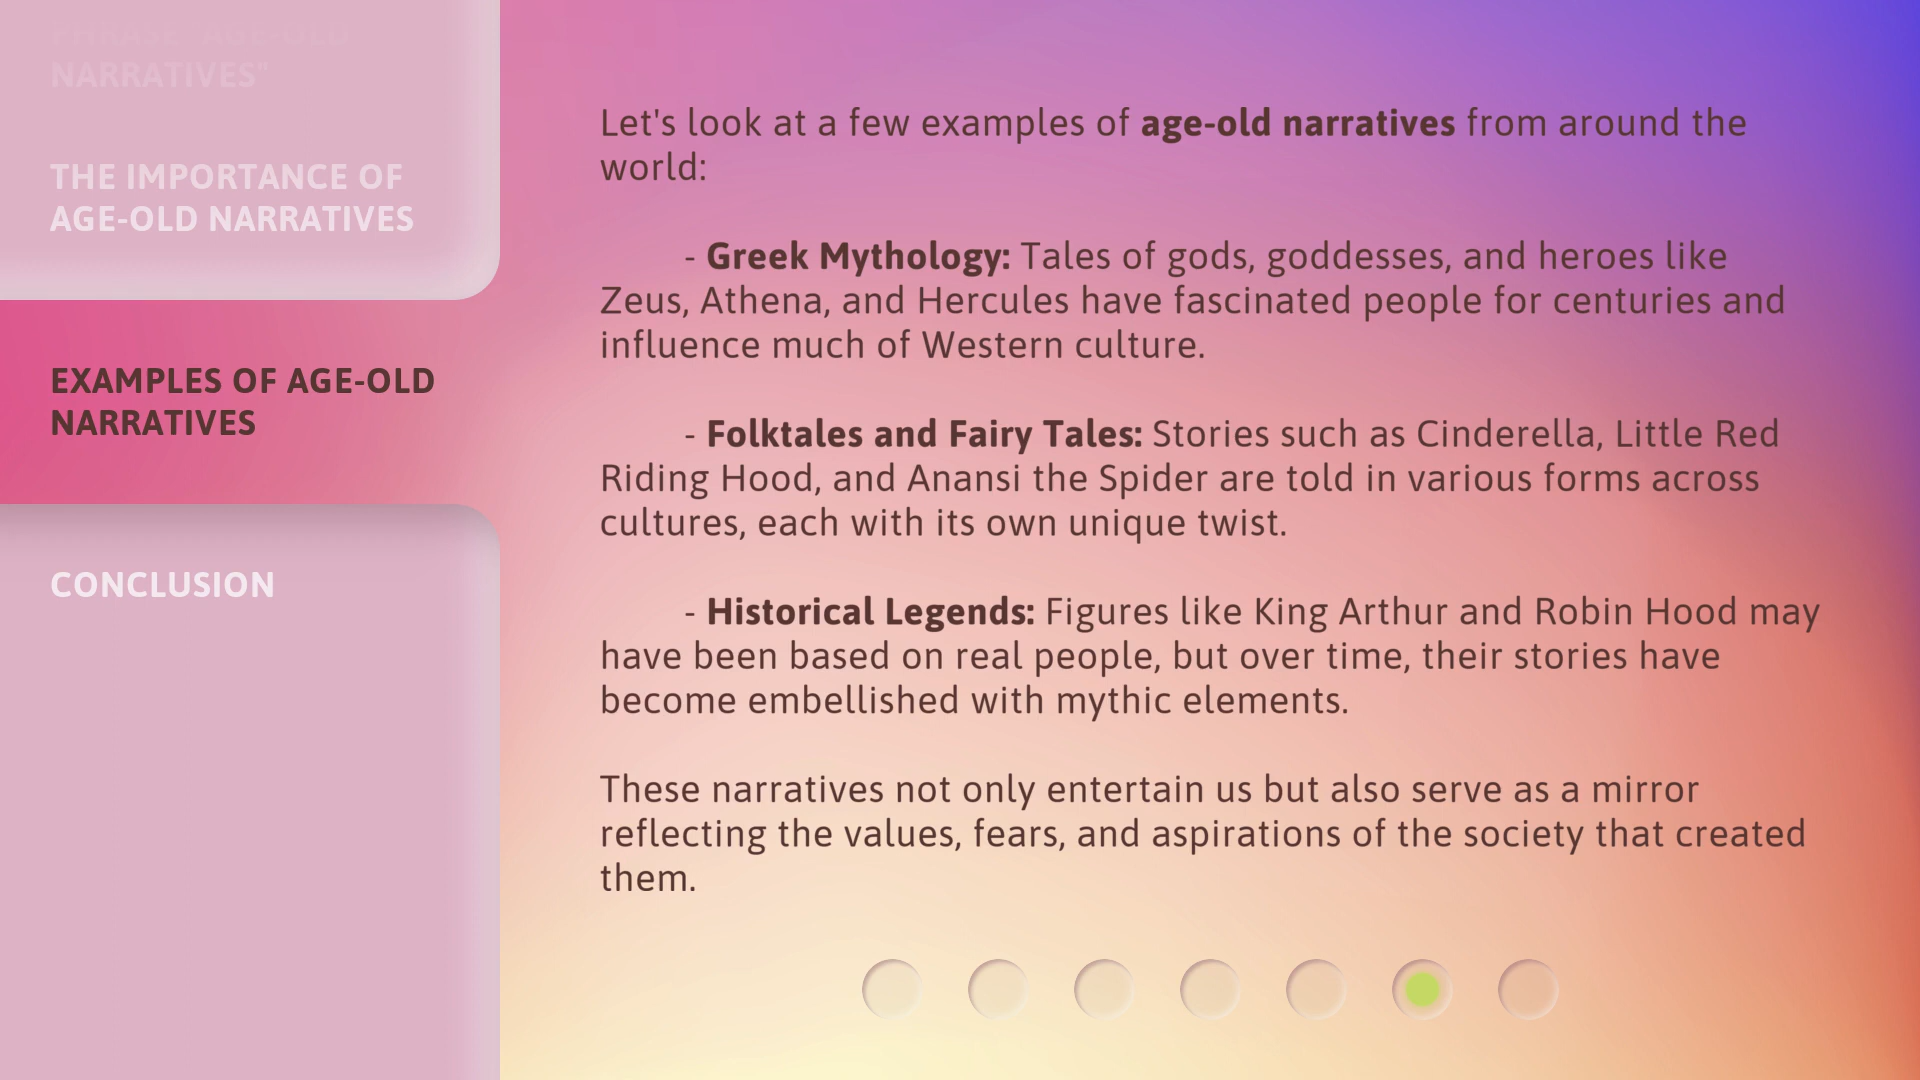 PHRASE "AGE-OLD
NARRATIVES"
THE IMPORTANCE OF
AGE-OLD NARRATIVES
EXAMPLES OF AGE-OLD
NARRATIVES
CONCLUSION
Let's look at a few examples of age-old narratives from around the
world:
- Greek Mythology: Tales of gods, goddesses, and heroes like
Zeus, Athena, and Hercules have fascinated people for centuries and
influence much of Western culture.
- Folktales and Fairy Tales: Stories such as Cinderella, Little Red
Riding Hood, and Anansi the Spider are told in various forms across
cultures, each with its own unique twist.
- Historical Legends: Figures like King Arthur and Robin Hood may
have been based on real people, but over time, their stories have
become embellished with mythic elements.
These narratives not only entertain us but also serve as a mirror
reflecting the values, fears, and aspirations of the society that created
them.